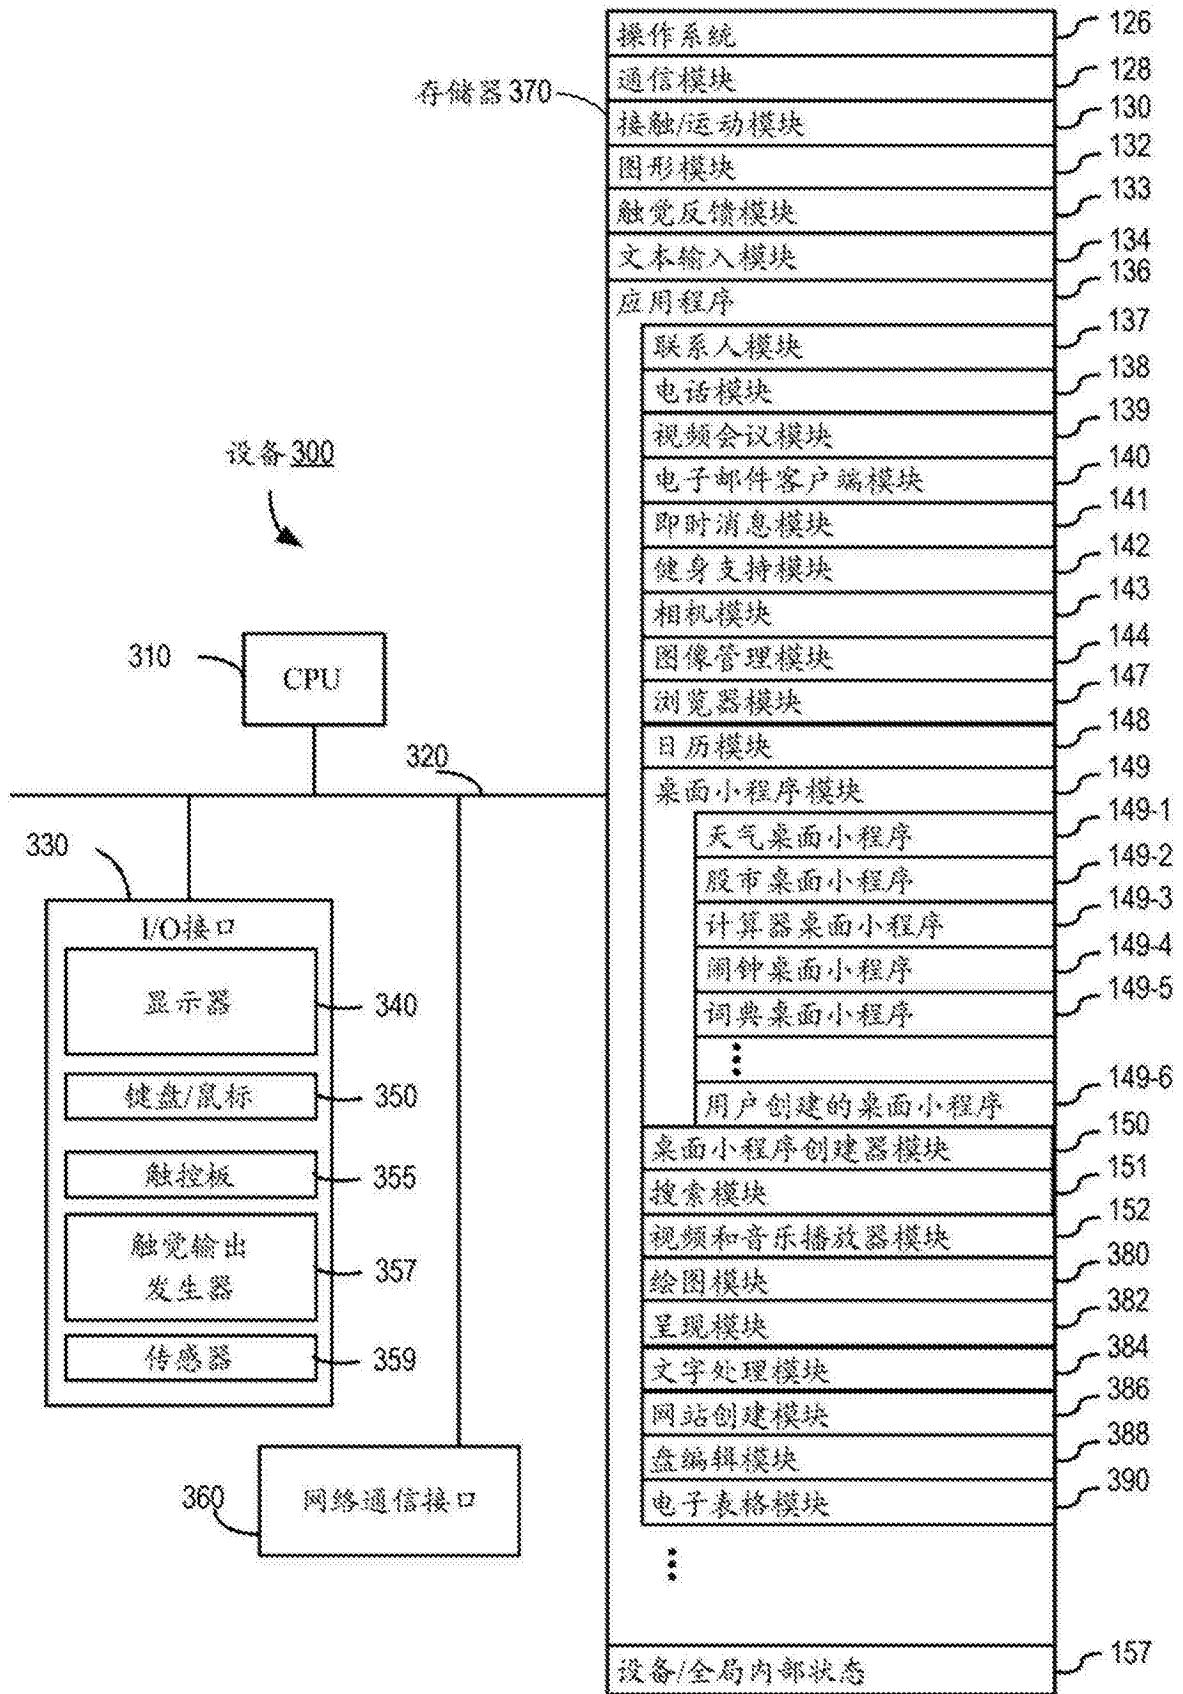 设备 300
310
CPU
320
330
I/O接口
显示器
340
键盘/鼠标
350
触控板
355
触觉输出
发生器
357
传感器
359
360
网络通信接口
存储器 370
操作系统
126
通信模块
128
接触/运动模块
130
图形模块
132
触觉反馈模块
133
文本输入模块
134
应用程序
136
联系人模块
137
电话模块
138
视频会议模块
139
电子邮件客户端模块
140
即时消息模块
141
健身支持模块
142
相机模块
143
图像管理模块
144
浏览器模块
147
日历模块
148
桌面小程序模块
149
天气桌面小程序
149-1
股市桌面小程序
149-2
计算器桌面小程序
149-3
闹钟桌面小程序
149-4
词典桌面小程序
149-5
用户创建的桌面小程序
149-6
桌面小程序创建器模块
150
搜索模块
151
视频和音乐播放器模块
152
绘图模块
380
呈现模块
382
文字处理模块
384
网站创建模块
386
盘编辑模块
388
电子表格模块
390
设备/全局内部状态
157